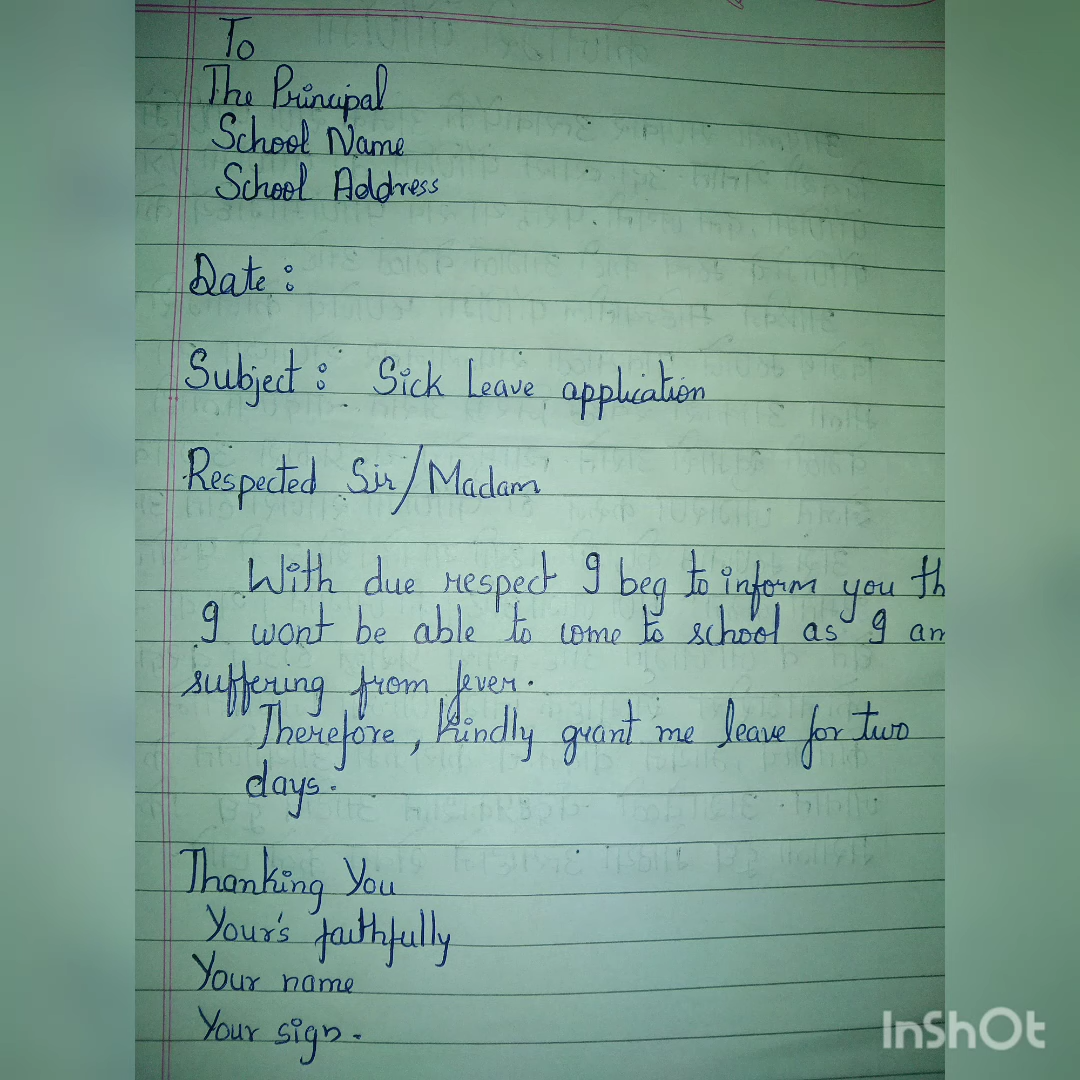 To
The Principal
School Name
School Address
Date :
Subject : Sick Leave application
Respected Sir/Madam
With due respect I beg to inform you th
I wont be able to come to school as I am
suffering from fever.
Therefore, Kindly grant me leave for two
days.
Thanking You
Your's faithfully
Your name
Your sign.
InShOt